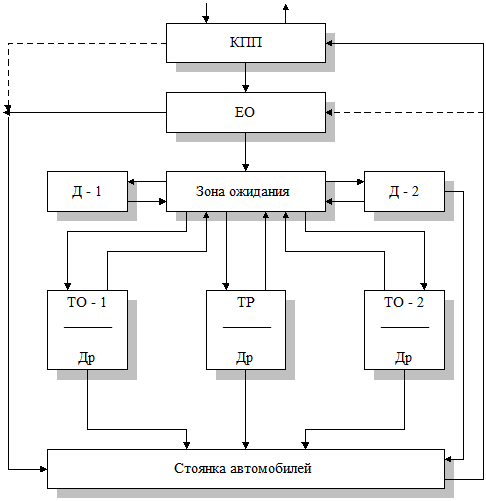 КПП
ЕО
Д - 1
Зона ожидания
Д - 2
ТО - 1
Др
ТР
Др
ТО - 2
Др
Стоянка автомобилей